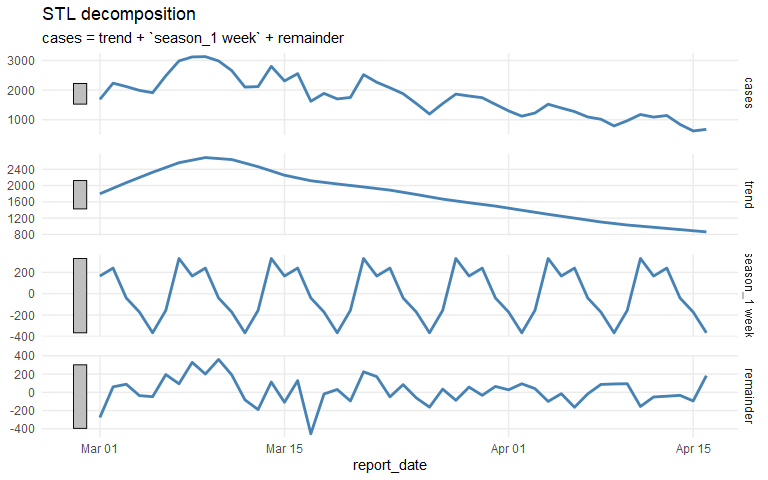 STL decomposition
cases = trend + `season_1 week` + remainder
3000
2000
1000
cases
2400
2000
1600
1200
800
trend
200
0
-200
-400
season_1 week
400
200
0
-200
-400
remainder
Mar 01
Mar 15
Apr 01
Apr 15
report_date